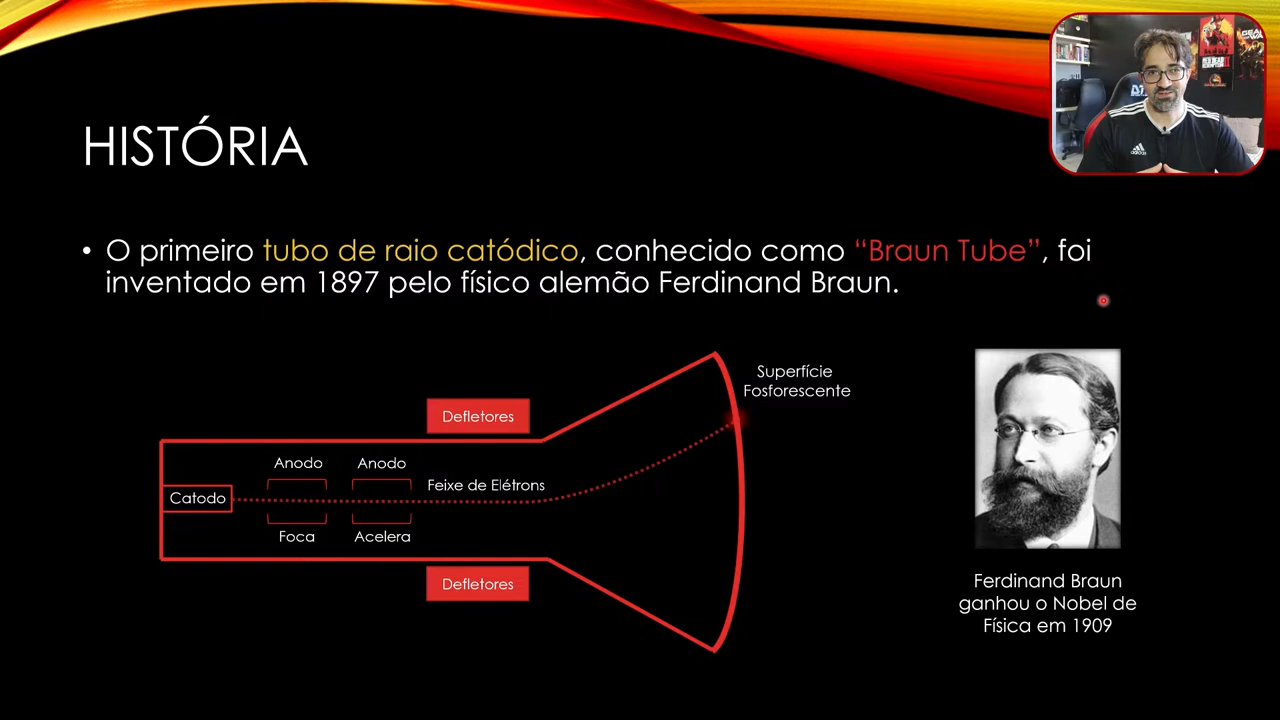 HISTÓRIA
• O primeiro tubo de raio catódico, conhecido como “Braun Tube”, foi
inventado em 1897 pelo físico alemão Ferdinand Braun.
Superfície
Fosforescente
Defletores
Anodo
Anodo
Feixe de Elétrons
Catodo
Foca
Acelera
Defletores
Ferdinand Braun
ganhou o Nobel de
Física em 1909
adidas